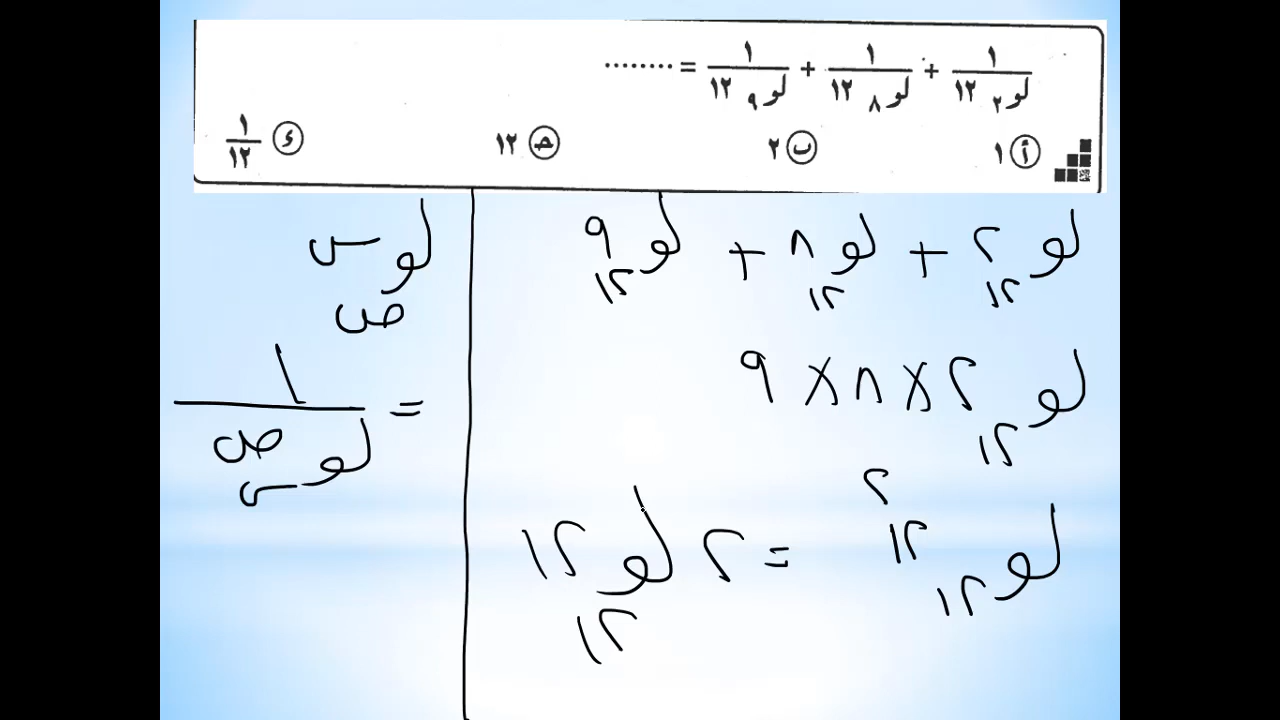 ١/لو٢ ١٢ + ١/لو٨ ١٢ + ١/لو٩ ١٢ = ........
أ ١ ب ٢ ج ١٢ د ١/١٢
لو١٢ ٢ + لو١٢ ٨ + لو١٢ ٩
لو١٢ ٢ × ٨ × ٩
لو١٢ ١٢^٢ = ٢ لو١٢ ١٢
لوص س
= ١/لوس ص